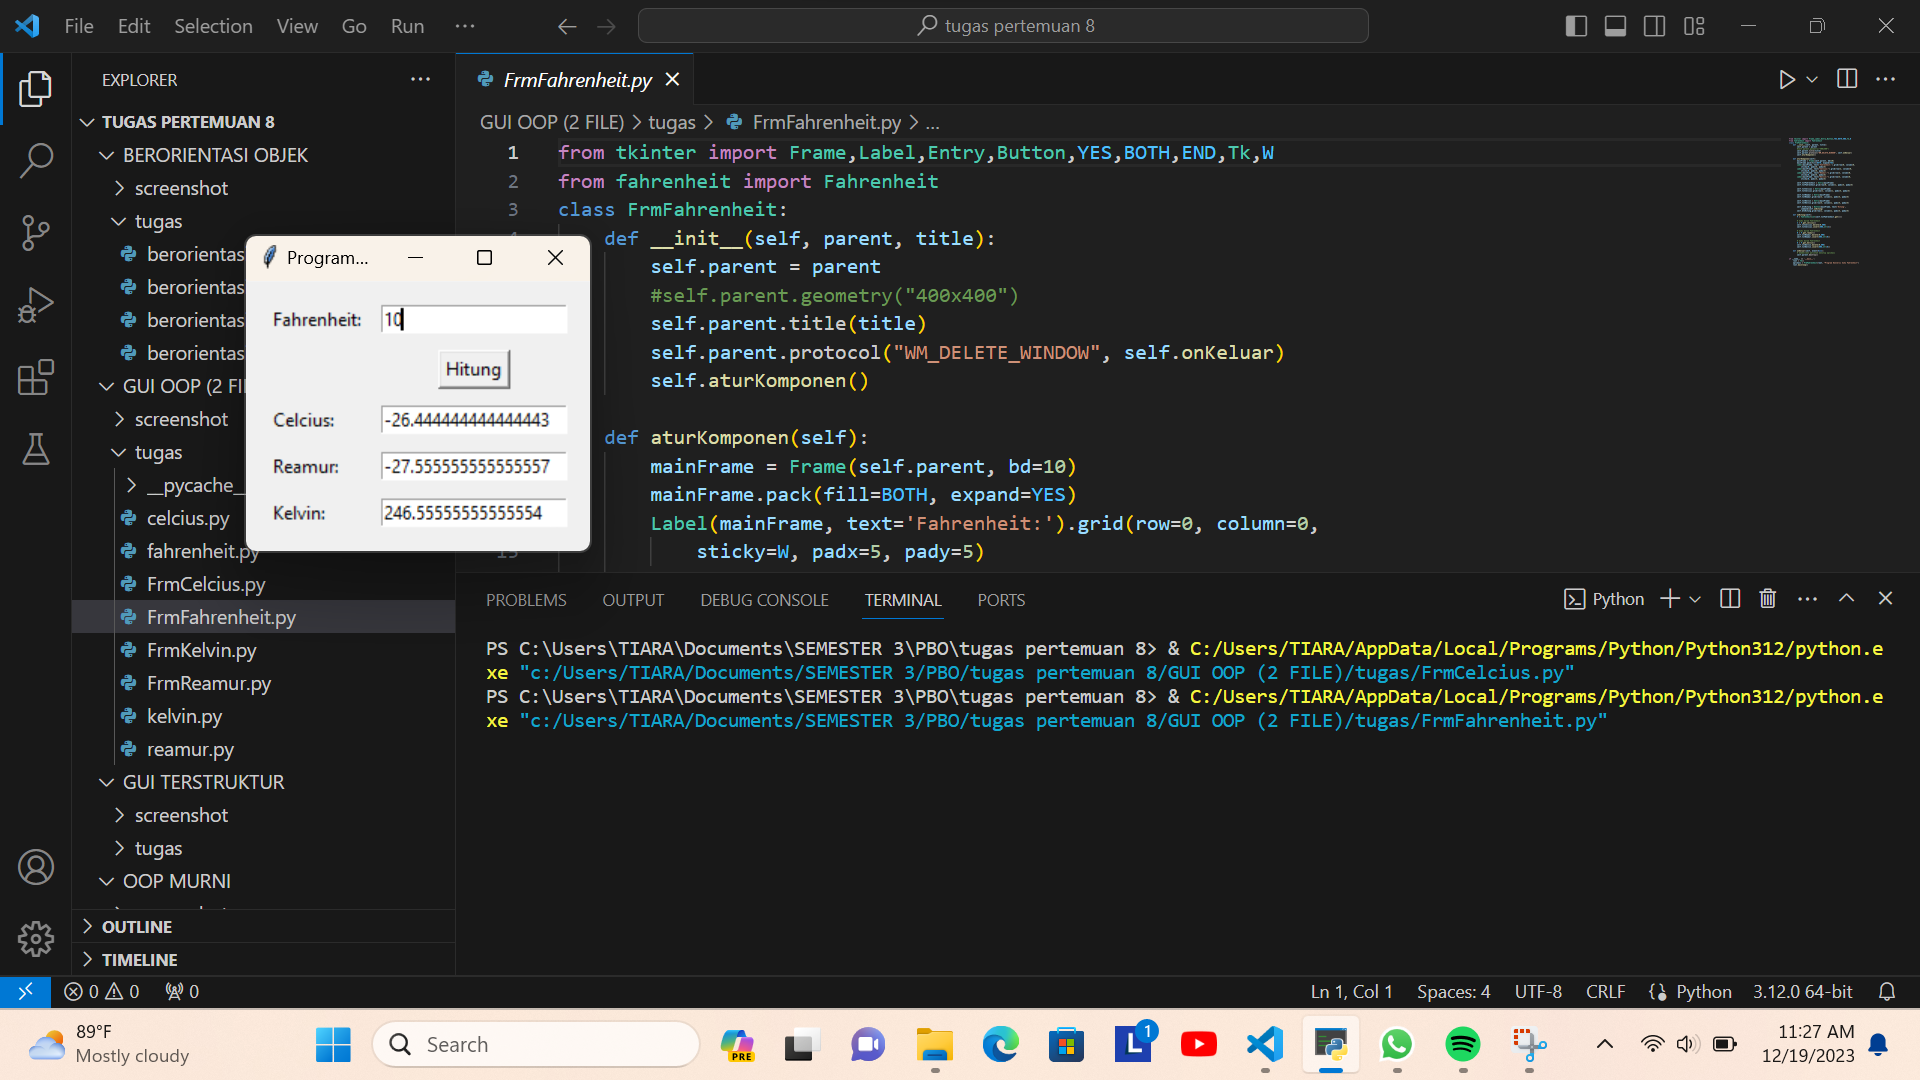 File Edit Selection View Go Run ··· tugas pertemuan 8
EXPLORER
TUGAS PERTEMUAN 8
BERORIENTASI OBJEK
screenshot
tugas
berorientas
berorientas
berorientas
berorientas
GUI OOP (2 FI
screenshot
tugas
__pycache_
celcius.py
fahrenheit.py
FrmCelcius.py
FrmFahrenheit.py
FrmKelvin.py
FrmReamur.py
kelvin.py
reamur.py
GUI TERSTRUKTUR
screenshot
tugas
OOP MURNI
OUTLINE
TIMELINE
Program...
Fahrenheit: 10
Hitung
Celcius: -26.444444444444443
Reamur: -27.555555555555557
Kelvin: 246.55555555555554
FrmFahrenheit.py
GUI OOP (2 FILE) > tugas > FrmFahrenheit.py > ...
1 from tkinter import Frame,Label,Entry,Button,YES,BOTH,END,Tk,W
2 from fahrenheit import Fahrenheit
3 class FrmFahrenheit:
def __init__(self, parent, title):
self.parent = parent
#self.parent.geometry("400x400")
self.parent.title(title)
self.parent.protocol("WM_DELETE_WINDOW", self.onKeluar)
self.aturKomponen()
def aturKomponen(self):
mainFrame = Frame(self.parent, bd=10)
mainFrame.pack(fill=BOTH, expand=YES)
Label(mainFrame, text='Fahrenheit:').grid(row=0, column=0,
sticky=W, padx=5, pady=5)
PROBLEMS OUTPUT DEBUG CONSOLE TERMINAL PORTS Python
PS C:\Users\TIARA\Documents\SEMESTER 3\PBO\tugas pertemuan 8> & C:/Users/TIARA/AppData/Local/Programs/Python/Python312/python.e
xe "c:/Users/TIARA/Documents/SEMESTER 3/PBO/tugas pertemuan 8/GUI OOP (2 FILE)/tugas/FrmCelcius.py"
PS C:\Users\TIARA\Documents\SEMESTER 3\PBO\tugas pertemuan 8> & C:/Users/TIARA/AppData/Local/Programs/Python/Python312/python.e
xe "c:/Users/TIARA/Documents/SEMESTER 3/PBO/tugas pertemuan 8/GUI OOP (2 FILE)/tugas/FrmFahrenheit.py"
0 0 0 Ln 1, Col 1 Spaces: 4 UTF-8 CRLF Python 3.12.0 64-bit
89°F
Mostly cloudy
Search
PRE
L 1
11:27 AM
12/19/2023